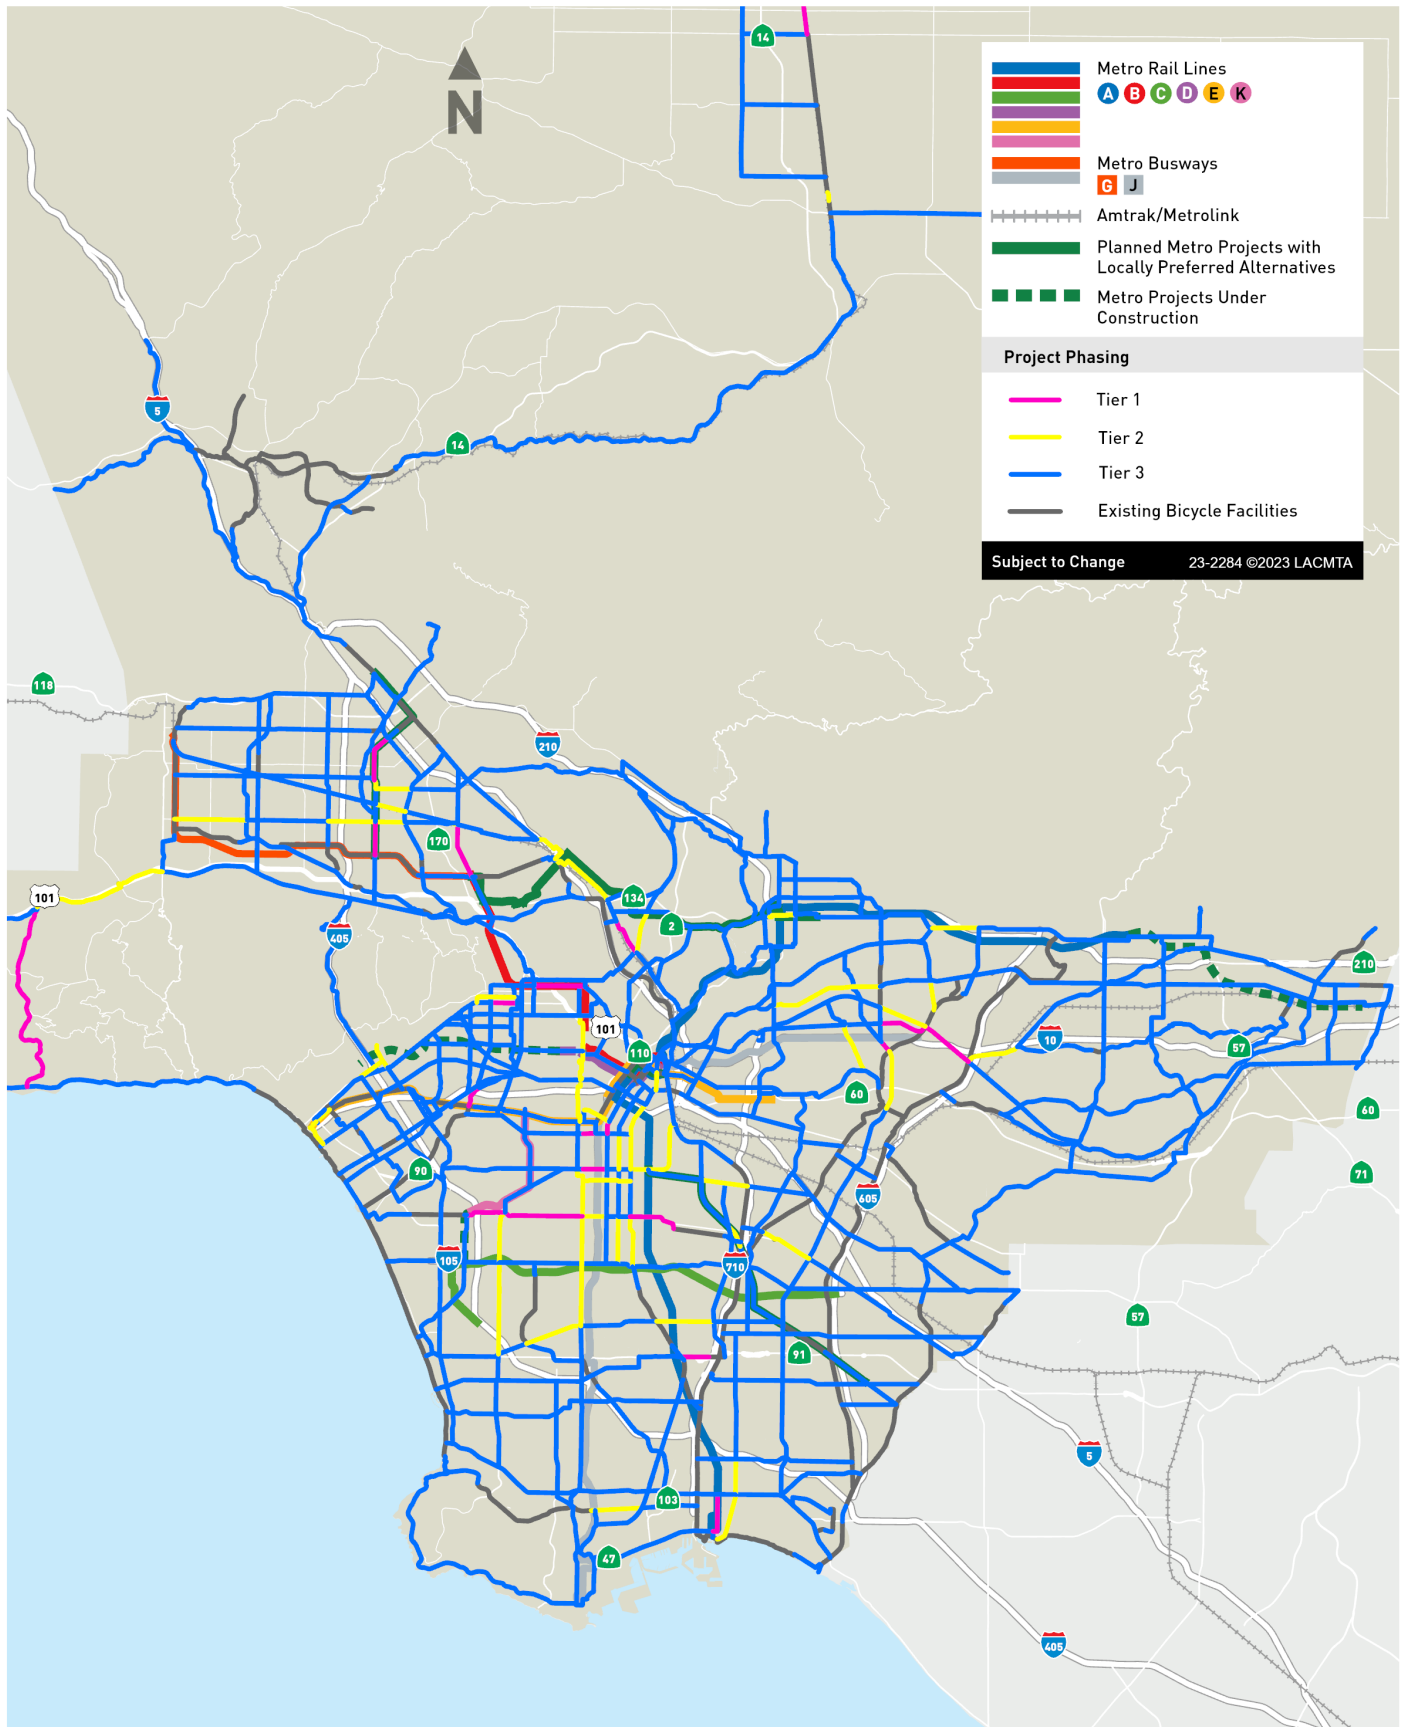 14
N
Metro Rail Lines
A B C D E K
Metro Busways
G J
Amtrak/Metrolink
Planned Metro Projects with
Locally Preferred Alternatives
Metro Projects Under
Construction
Project Phasing
Tier 1
Tier 2
Tier 3
Existing Bicycle Facilities
Subject to Change
23-2284 ©2023 LACMTA
5
14
118
210
170
101
134
2
405
210
101
110
10
57
60
60
90
71
605
105
710
57
91
5
103
47
405